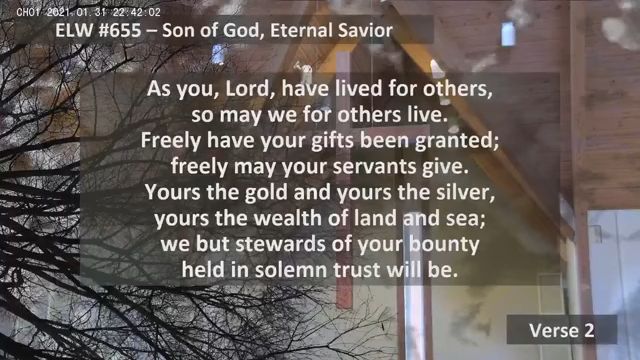 CH01 2021.01.31 22:42:02
ELW #655 – Son of God, Eternal Savior
As you, Lord, have lived for others,
so may we for others live.
Freely have your gifts been granted;
freely may your servants give.
Yours the gold and yours the silver,
yours the wealth of land and sea;
we but stewards of your bounty
held in solemn trust will be.
Verse 2